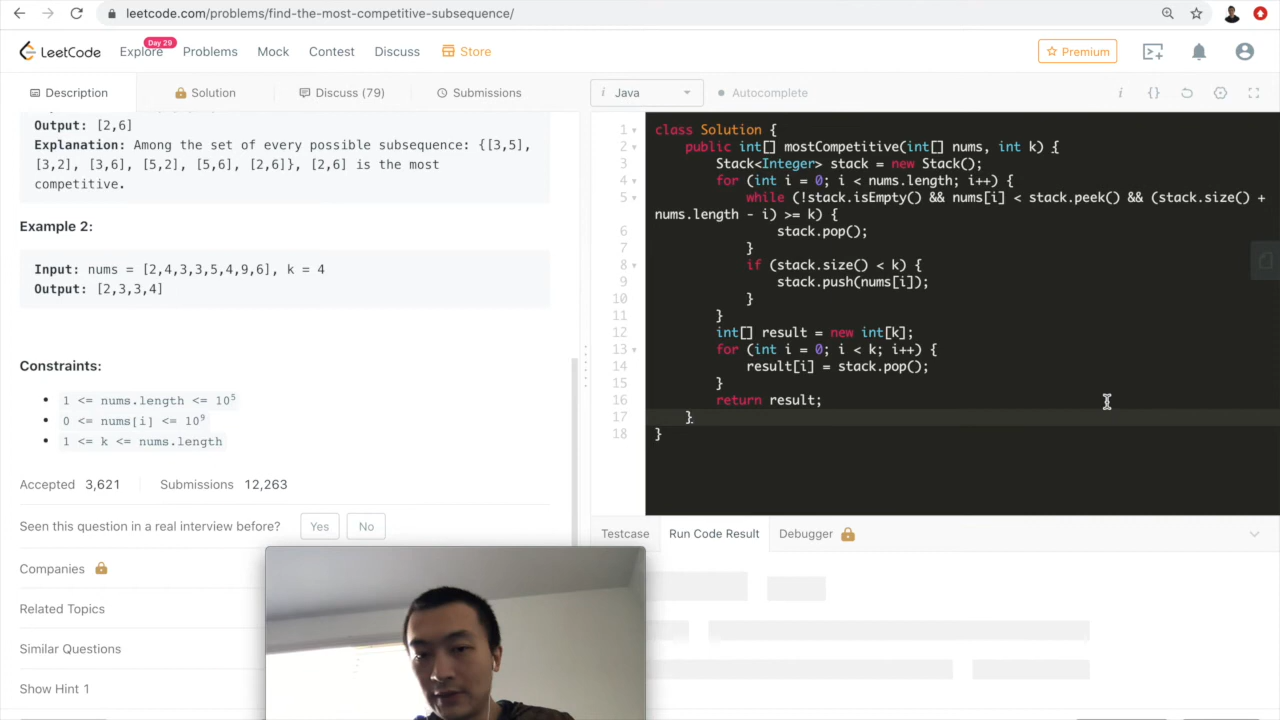 leetcode.com/problems/find-the-most-competitive-subsequence/
LeetCode
Explore
Day 29
Problems
Mock
Contest
Discuss
Store
Premium
Description
Solution
Discuss (79)
Submissions
i Java
Autocomplete
i
{}
Output: [2,6]
Explanation: Among the set of every possible subsequence: {[3,5],
[3,2], [3,6], [5,2], [5,6], [2,6]}, [2,6] is the most
competitive.
Example 2:
Input: nums = [2,4,3,3,5,4,9,6], k = 4
Output: [2,3,3,4]
Constraints:
1 <= nums.length <= 10⁵
0 <= nums[i] <= 10⁹
1 <= k <= nums.length
Accepted 3,621
Submissions 12,263
Seen this question in a real interview before?
Yes
No
Companies
Related Topics
Similar Questions
Show Hint 1
1 class Solution {
2 public int[] mostCompetitive(int[] nums, int k) {
3 Stack<Integer> stack = new Stack();
4 for (int i = 0; i < nums.length; i++) {
5 while (!stack.isEmpty() && nums[i] < stack.peek() && (stack.size() +
nums.length - i) >= k) {
6 stack.pop();
7 }
8 if (stack.size() < k) {
9 stack.push(nums[i]);
10 }
11 }
12 int[] result = new int[k];
13 for (int i = 0; i < k; i++) {
14 result[i] = stack.pop();
15 }
16 return result;
17 }
18 }
Testcase
Run Code Result
Debugger